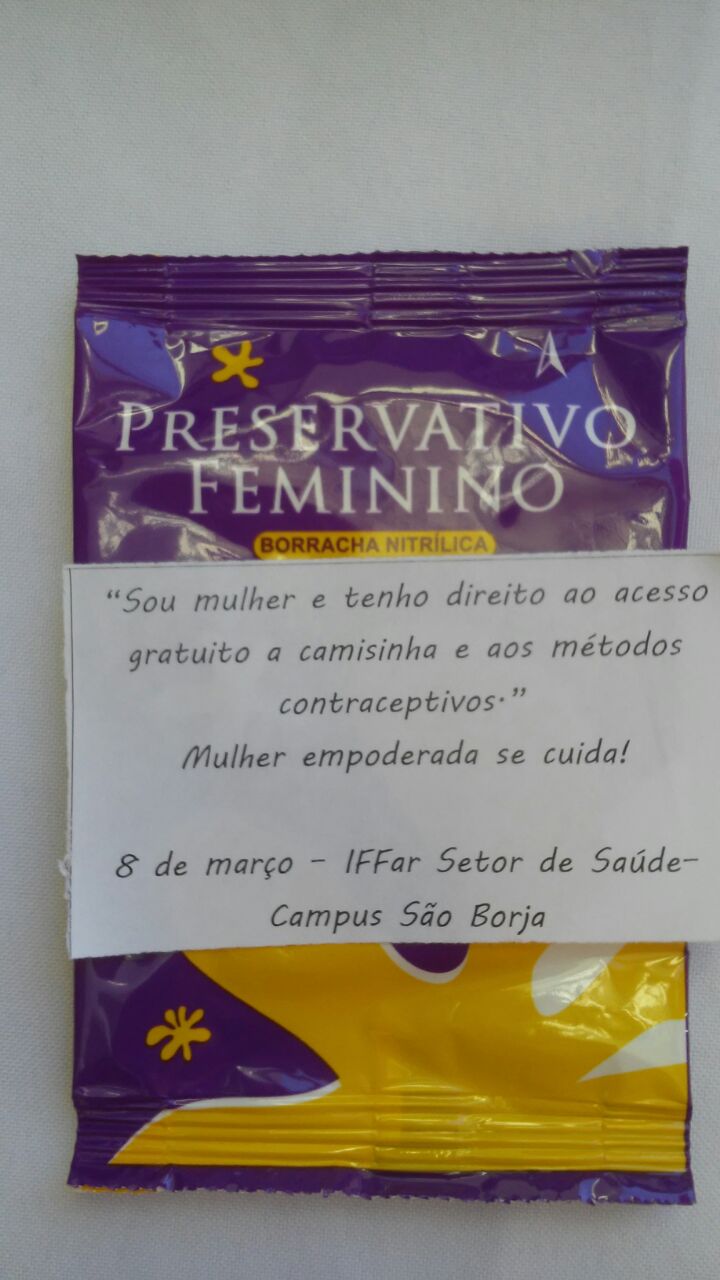 PRESERVATIVO
FEMININO
BORRACHA NITRÍLICA
“Sou mulher e tenho direito ao acesso
gratuito a camisinha e aos métodos
contraceptivos.”
Mulher empoderada se cuida!
8 de março - IFFar Setor de Saúde-
Campus São Borja